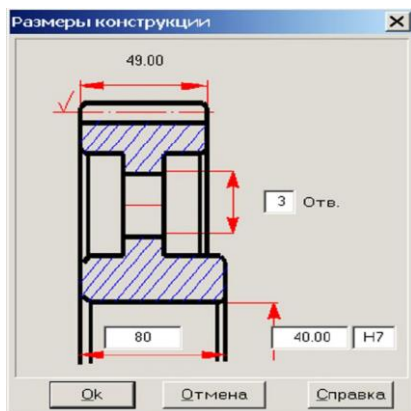 Размеры конструкции
49.00
3 Отв.
80 40.00 H7
Ok Отмена Справка